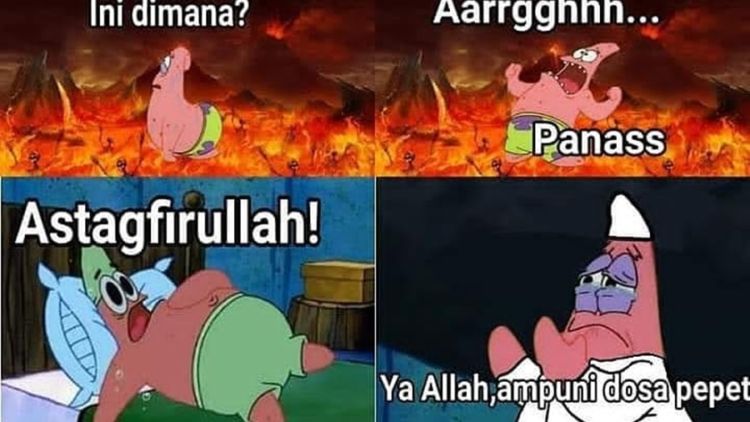 Ini dimana?
Aarrgghhh...
Panass
Astagfirullah!
Ya Allah,ampuni dosa pepet